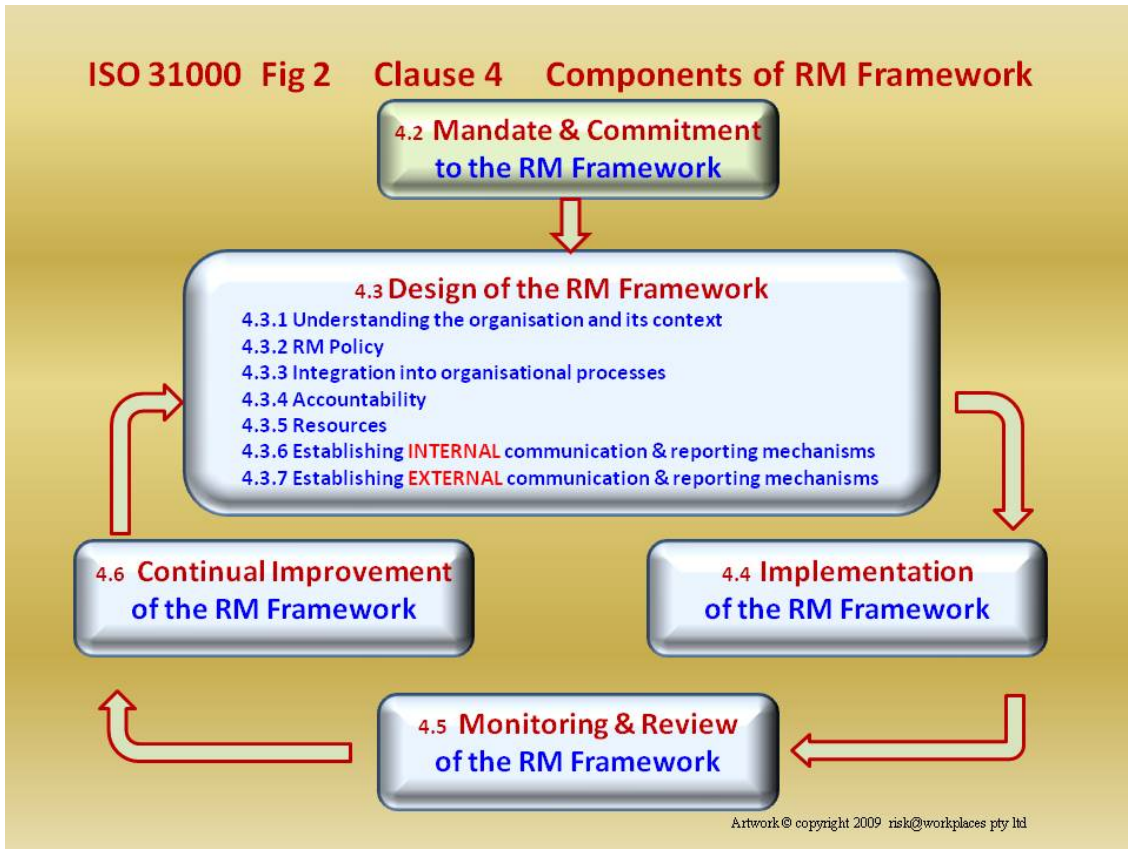 ISO 31000 Fig 2 Clause 4 Components of RM Framework
4.2 Mandate & Commitment
to the RM Framework
4.3 Design of the RM Framework
4.3.1 Understanding the organisation and its context
4.3.2 RM Policy
4.3.3 Integration into organisational processes
4.3.4 Accountability
4.3.5 Resources
4.3.6 Establishing INTERNAL communication & reporting mechanisms
4.3.7 Establishing EXTERNAL communication & reporting mechanisms
4.6 Continual Improvement
of the RM Framework
4.4 Implementation
of the RM Framework
4.5 Monitoring & Review
of the RM Framework
Artwork © copyright 2009 risk@workplaces pty ltd